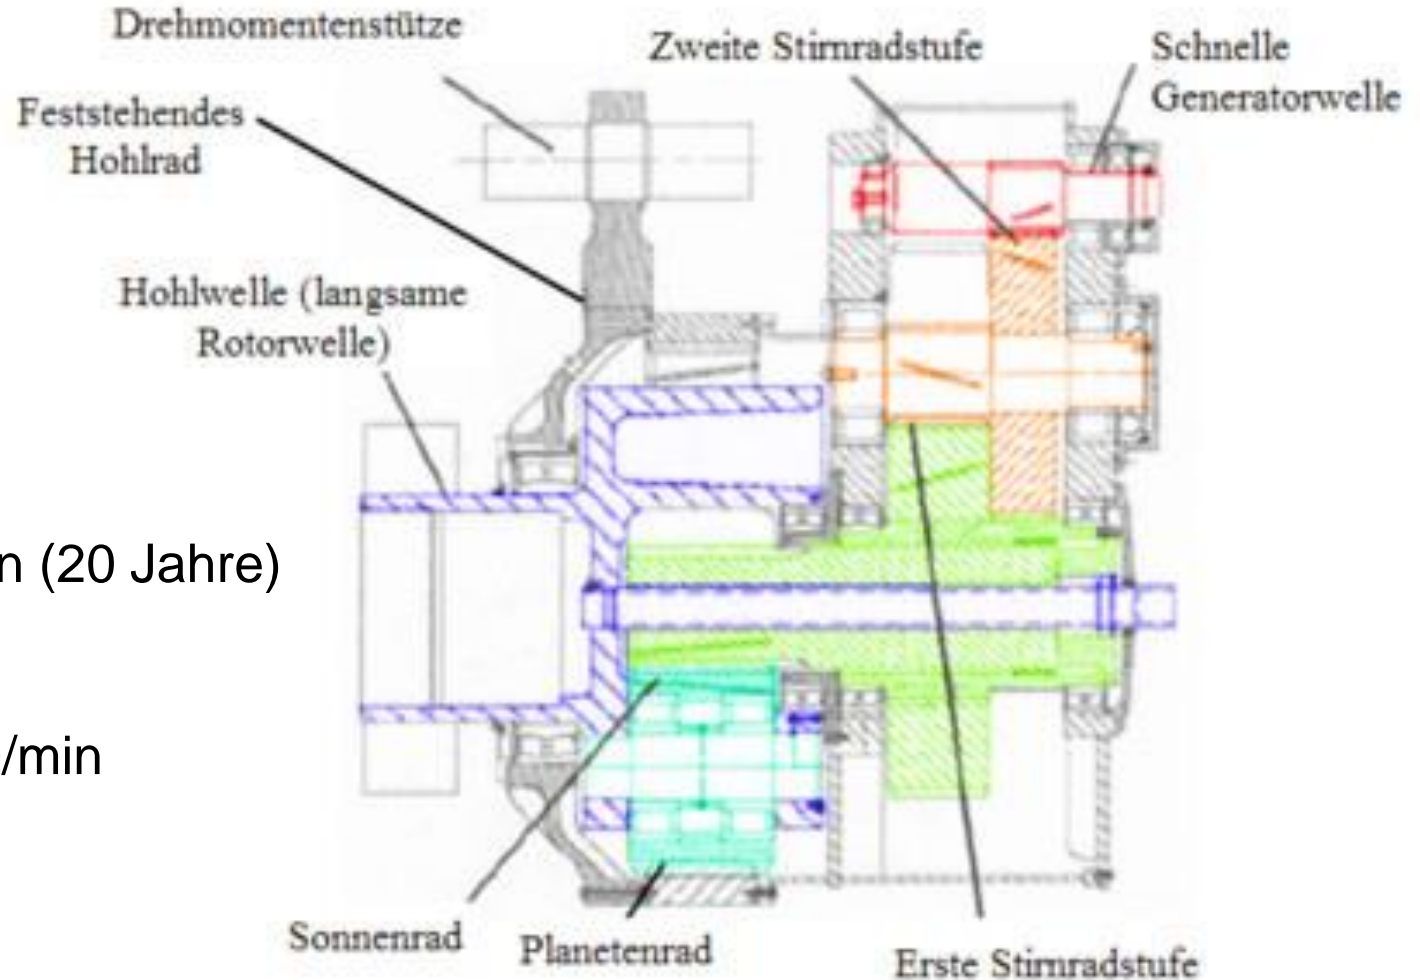 Drehmomentenstütze
Zweite Stirnradstufe
Schnelle
Generatorwelle
Feststehendes
Hohlrad
Hohlwelle (langsame
Rotorwelle)
n (20 Jahre)
/min
Sonnenrad
Planetenrad
Erste Stirnradstufe